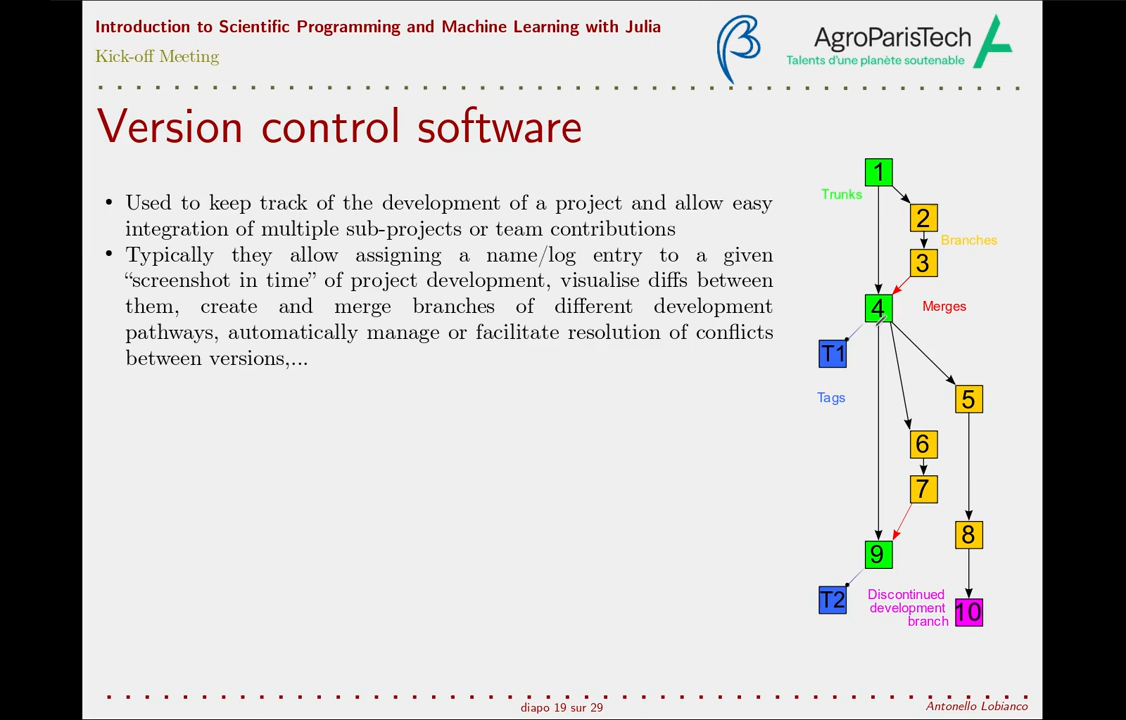 Introduction to Scientific Programming and Machine Learning with Julia
Kick-off Meeting
AgroParisTech
Talents d'une planète soutenable
Version control software
• Used to keep track of the development of a project and allow easy
integration of multiple sub-projects or team contributions
• Typically they allow assigning a name/log entry to a given
“screenshot in time” of project development, visualise diffs between
them, create and merge branches of different development
pathways, automatically manage or facilitate resolution of conflicts
between versions,...
1
Trunks
2
Branches
3
4
Merges
T1
Tags
5
6
7
8
9
T2
Discontinued
development
branch
10
diapo 19 sur 29
Antonello Lobianco